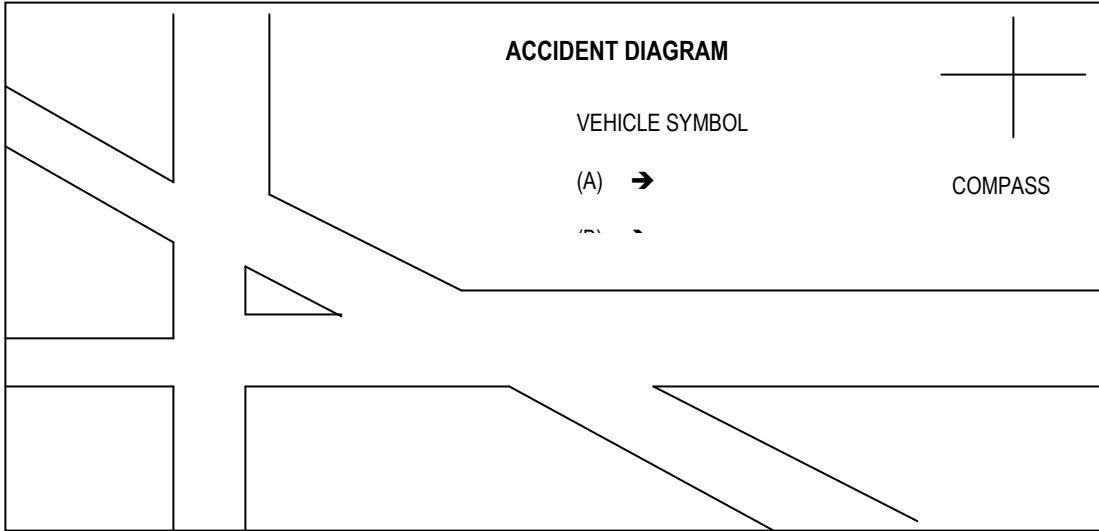 ACCIDENT DIAGRAM
VEHICLE SYMBOL
(A) ➔
COMPASS